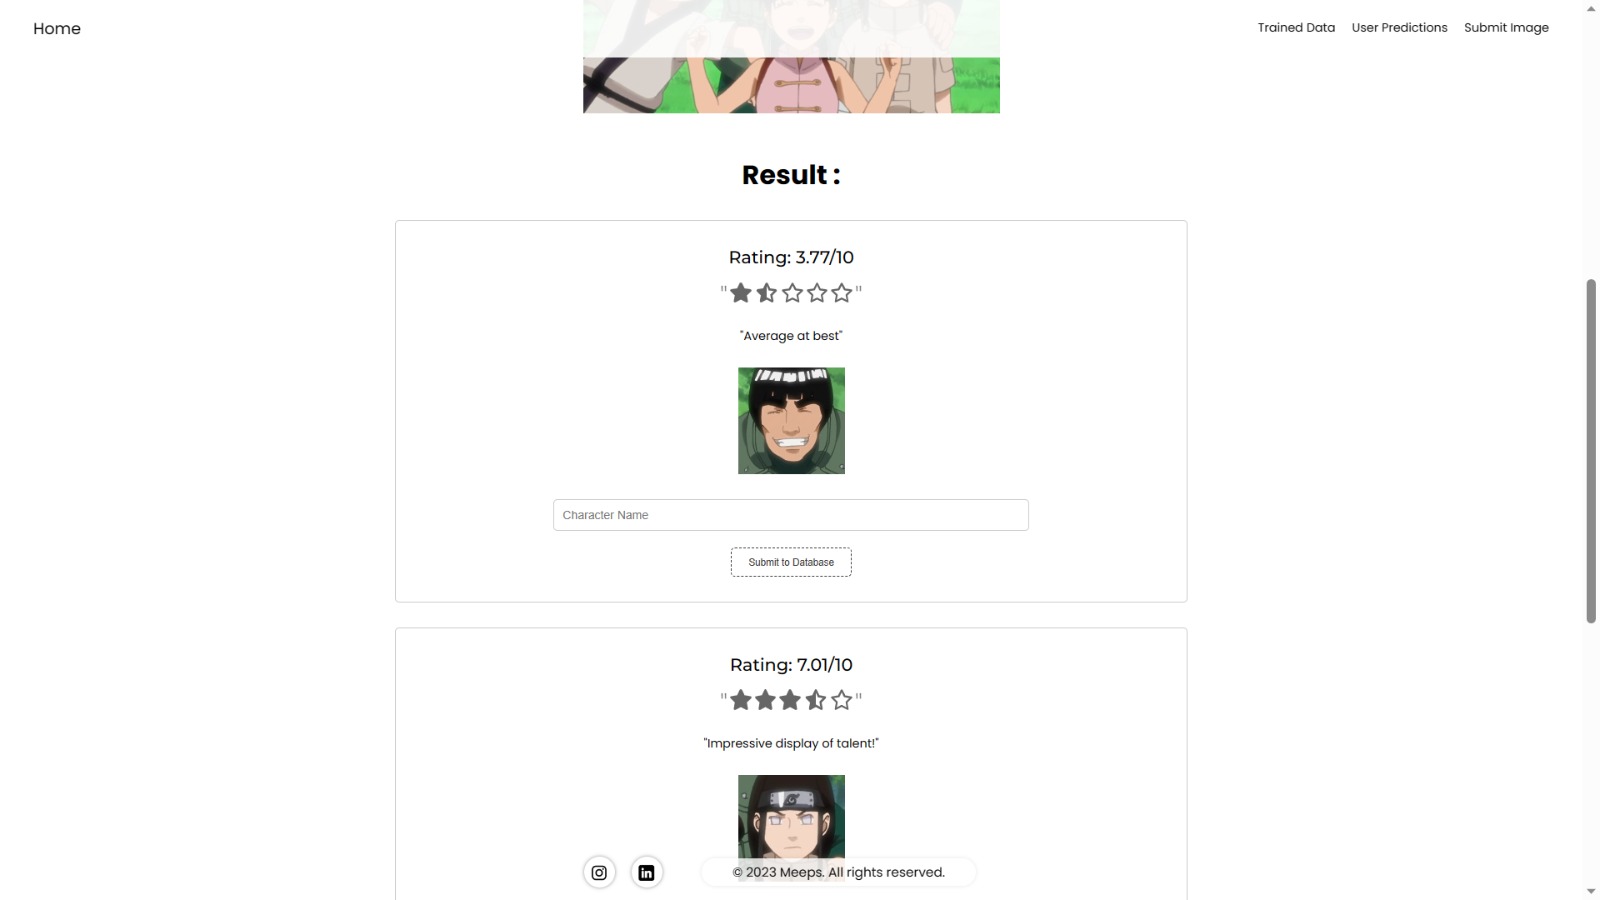 Home
Trained Data
User Predictions
Submit Image
Result :
Rating: 3.77/10
" "
"Average at best"
Character Name
Submit to Database
Rating: 7.01/10
" "
"Impressive display of talent!"
© 2023 Meeps. All rights reserved.